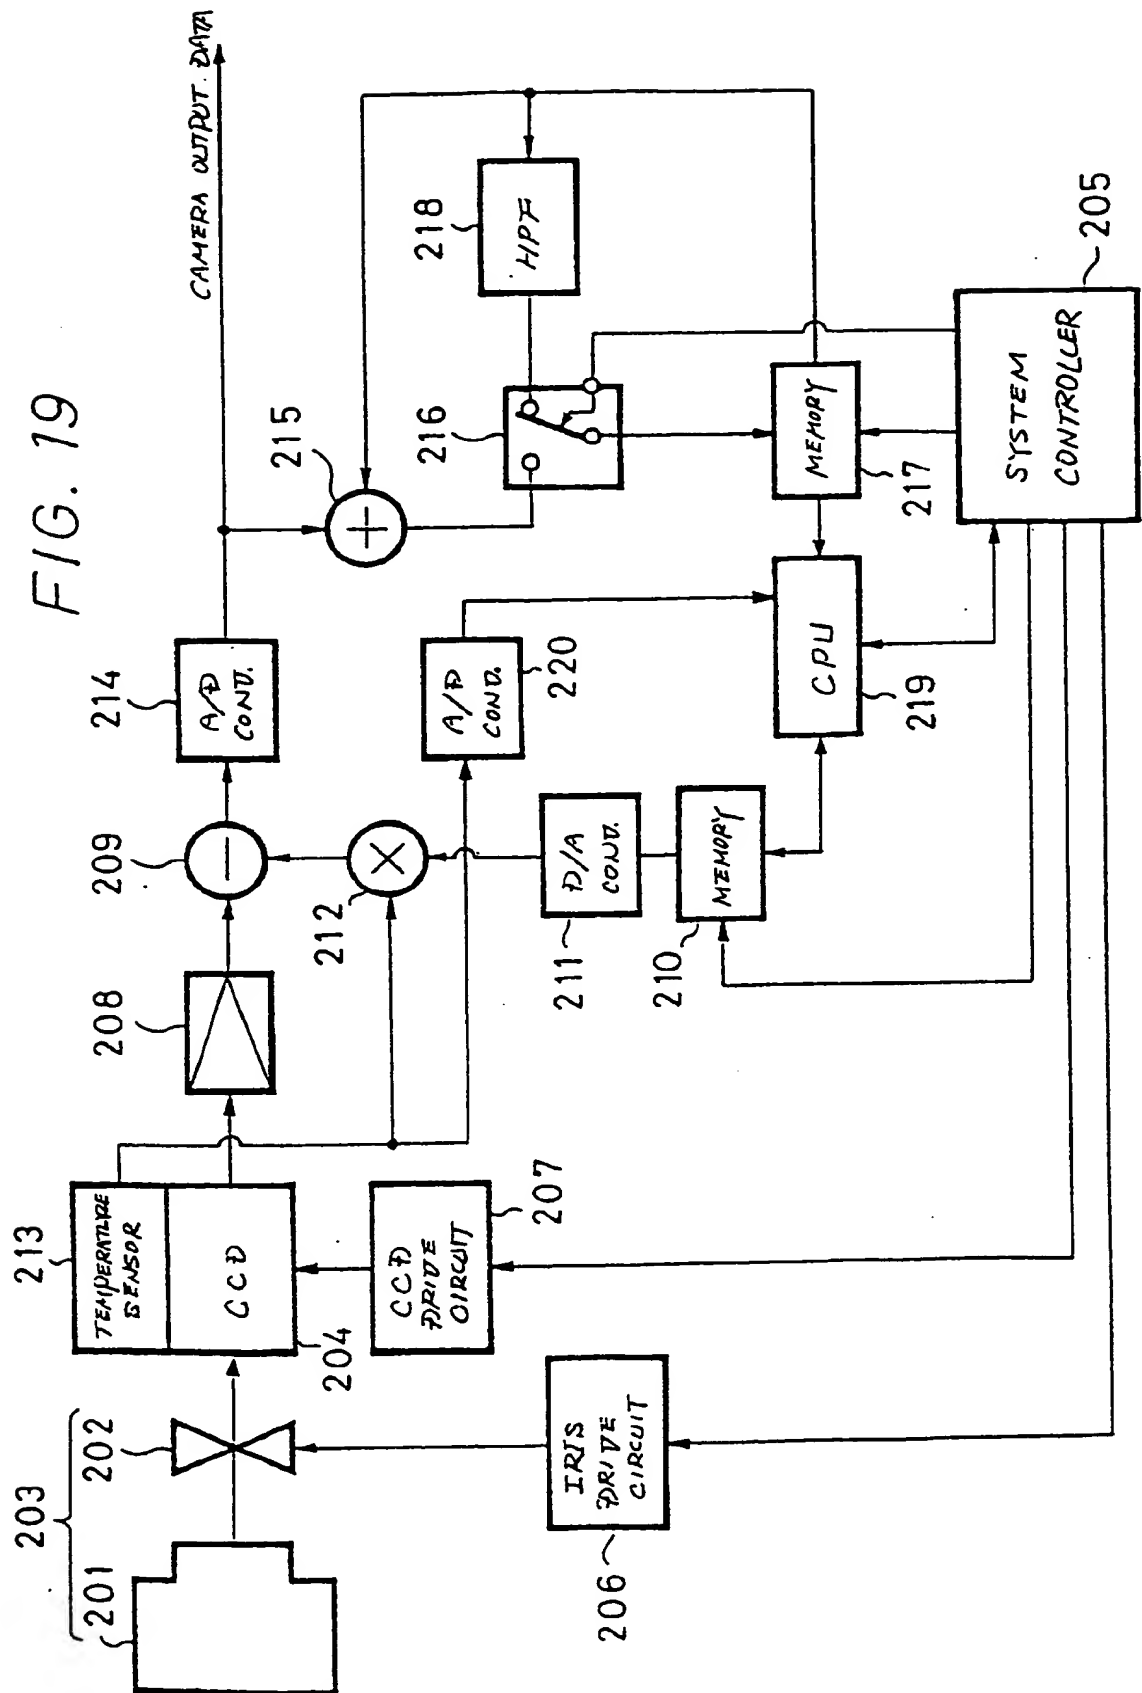 FIG. 19
CAMERA OUTPUT DATA
203
201
202
213
TEMPERATURE
SENSOR
CCD
204
208
209
214
A/D
CONV.
215
218
HPF
216
212
207
CCD
DRIVE
CIRCUIT
220
A/D
CONV.
206
IRIS
DRIVE
CIRCUIT
211
D/A
CONV.
210
MEMORY
219
CPU
217
MEMORY
205
SYSTEM
CONTROLLER